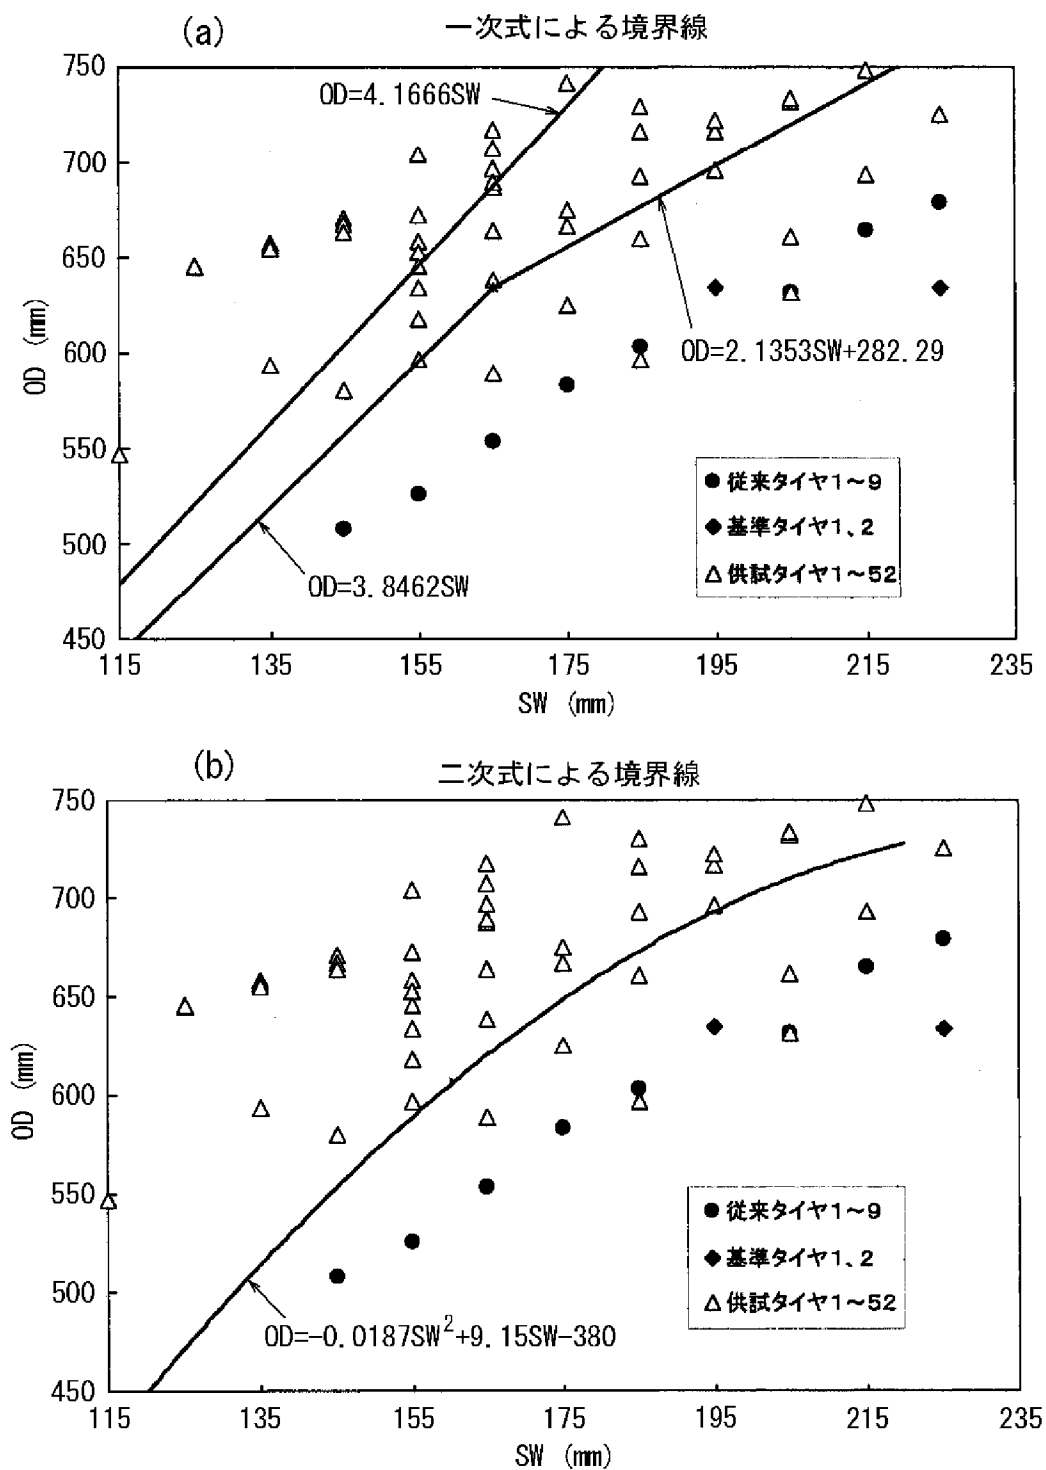 (a)
一次式による境界線
750
700
650
600
550
500
450
OD (mm)
OD=4.1666SW
OD=2.1353SW+282.29
OD=3.8462SW
●従来タイヤ1～9
◆基準タイヤ1、2
△供試タイヤ1～52
115 135 155 175 195 215 235
SW (mm)
(b)
二次式による境界線
750
700
650
600
550
500
450
OD (mm)
OD=-0.0187SW²+9.15SW-380
●従来タイヤ1～9
◆基準タイヤ1、2
△供試タイヤ1～52
115 135 155 175 195 215 235
SW (mm)